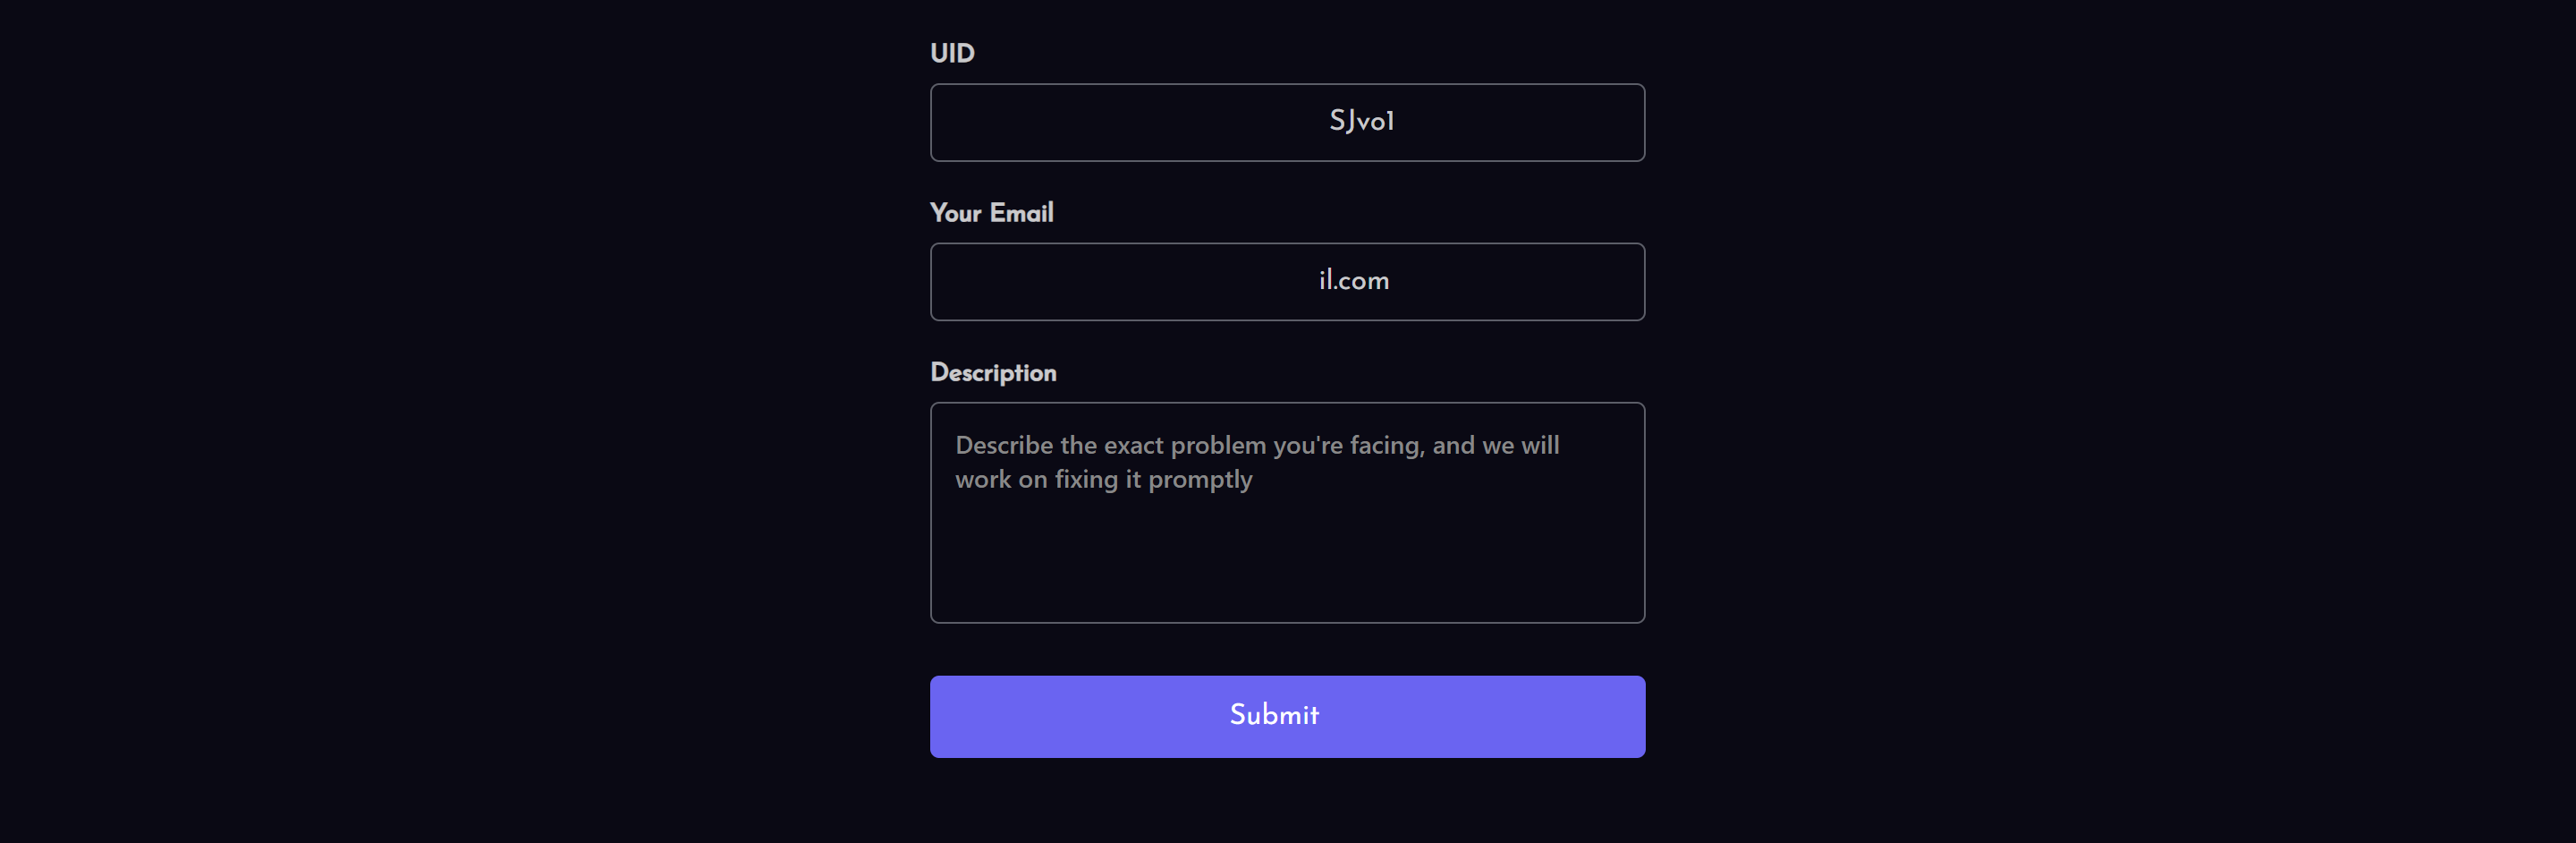 UID
SJvo1
Your Email
il.com
Description
Describe the exact problem you're facing, and we will
work on fixing it promptly
Submit